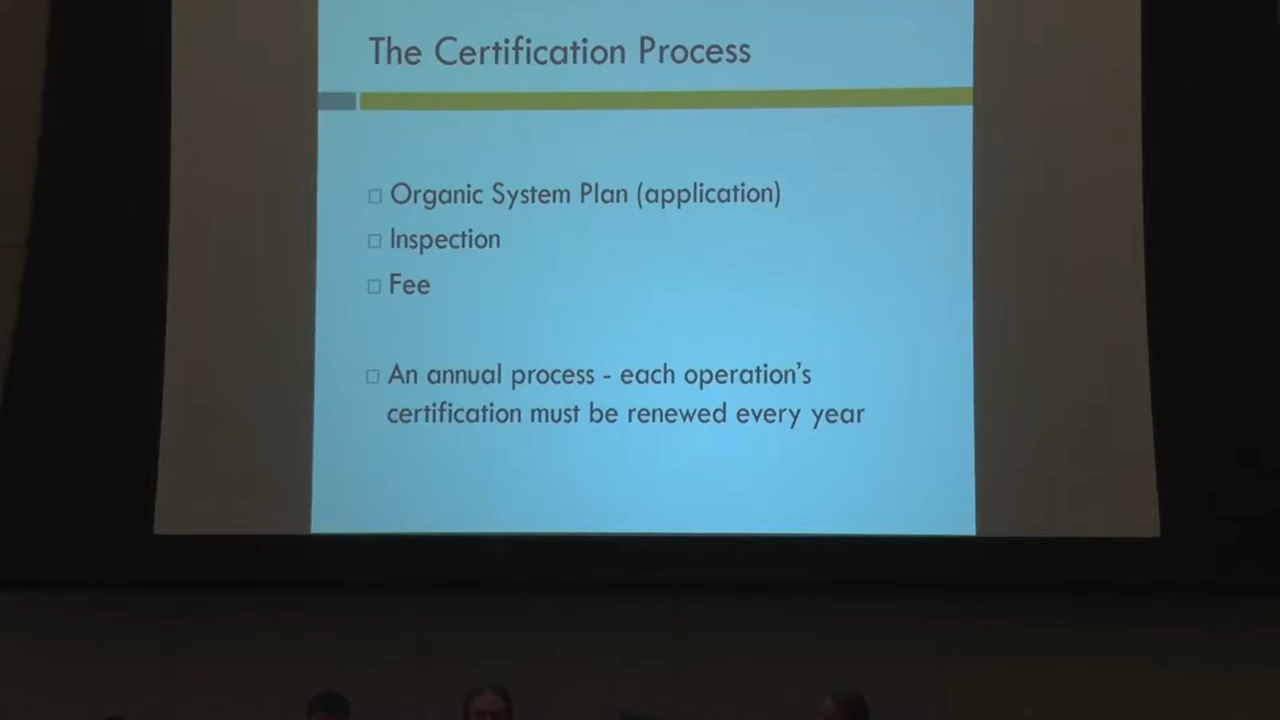 The Certification Process
Organic System Plan (application)
Inspection
Fee
An annual process - each operation's
certification must be renewed every year